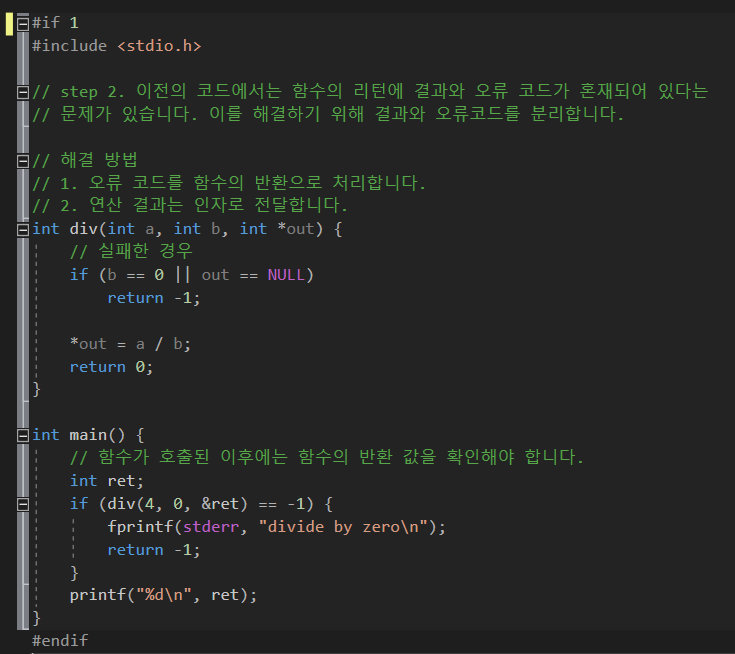 #if 1
#include <stdio.h>
// step 2. 이전의 코드에서는 함수의 리턴에 결과와 오류 코드가 혼재되어 있다는
// 문제가 있습니다. 이를 해결하기 위해 결과와 오류코드를 분리합니다.
// 해결 방법
// 1. 오류 코드를 함수의 반환으로 처리합니다.
// 2. 연산 결과는 인자로 전달합니다.
int div(int a, int b, int *out) {
    // 실패한 경우
    if (b == 0 || out == NULL)
        return -1;
    *out = a / b;
    return 0;
}
int main() {
    // 함수가 호출된 이후에는 함수의 반환 값을 확인해야 합니다.
    int ret;
    if (div(4, 0, &ret) == -1) {
        fprintf(stderr, "divide by zero\n");
        return -1;
    }
    printf("%d\n", ret);
}
#endif